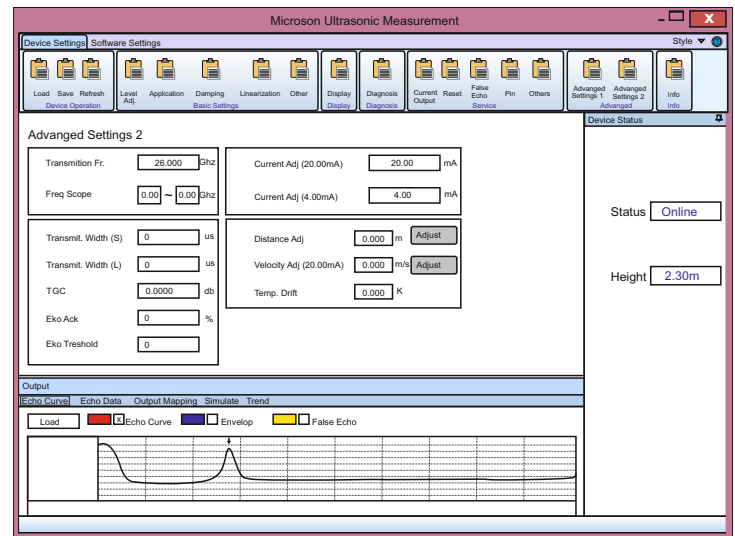 Microson Ultrasonic Measurement
- X
Device Settings Software Settings Style
Load Save Refresh Level Adj. Application Damping Linearization Other Display Diagnosis Current Output Reset False Echo Pin Others Advanged Settings 1 Advanged Settings 2 Info
Device Operation Basic Settings Display Diagnosis Service Advanged Info
Device Status
Advanged Settings 2
Transmition Fr. 26.000 Ghz
Freq Scope 0.00 ~ 0.00 Ghz
Current Adj (20.00mA) 20.00 mA
Current Adj (4.00mA) 4.00 mA
Transmit. Width (S) 0 us
Transmit. Width (L) 0 us
TGC 0.0000 db
Eko Ack 0 %
Eko Treshold 0
Distance Adj 0.000 m Adjust
Velocity Adj (20.00mA) 0.000 m/s Adjust
Temp. Drift 0.000 K
Status Online
Height 2.30m
Output
Echo Curve Echo Data Output Mapping Simulate Trend
Load X Echo Curve Envelop False Echo